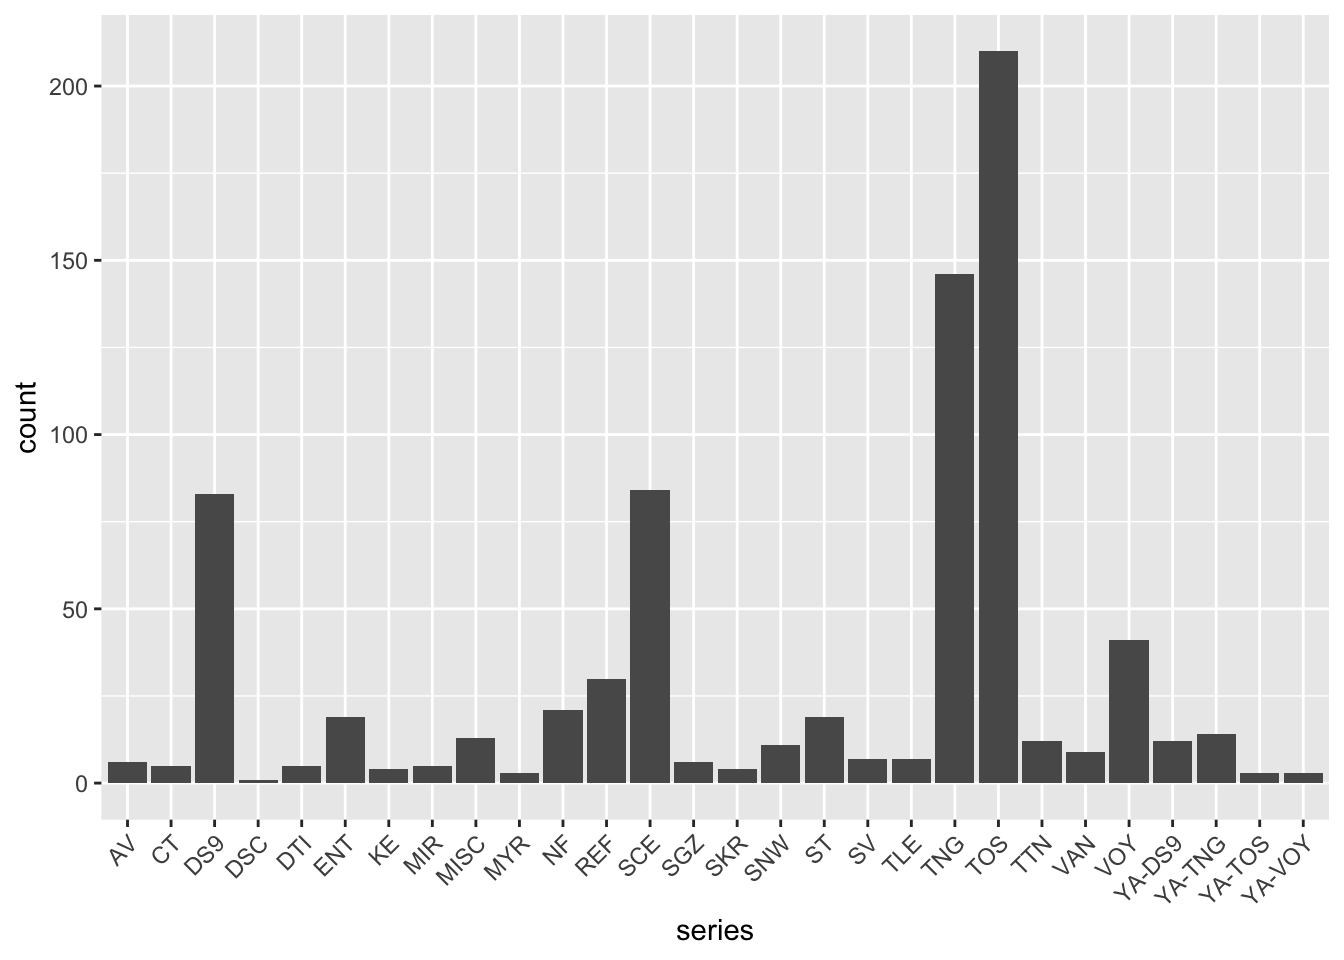 200
150
100
50
0
count
AV CT DS9 DSC DTI ENT KE MIR MISC MYR NF REF SCE SGZ SKR SNW ST SV TLE TNG TOS TTN VAN VOY YA-DS9 YA-TNG YA-TOS YA-VOY
series